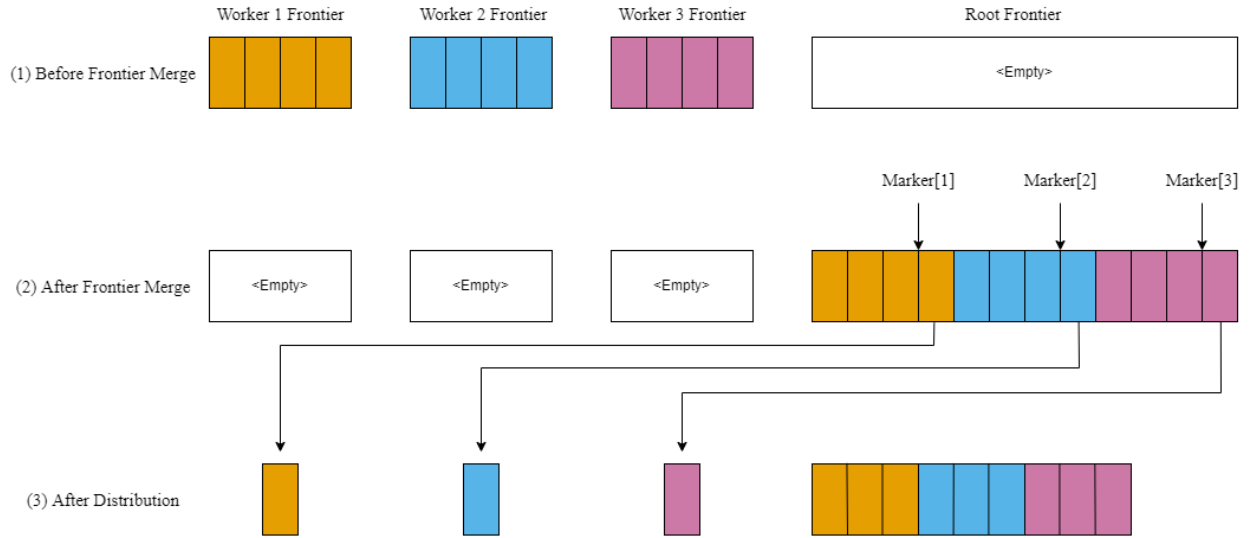 Worker 1 Frontier
Worker 2 Frontier
Worker 3 Frontier
Root Frontier
(1) Before Frontier Merge
<Empty>
Marker[1]
Marker[2]
Marker[3]
(2) After Frontier Merge
<Empty>
<Empty>
<Empty>
(3) After Distribution